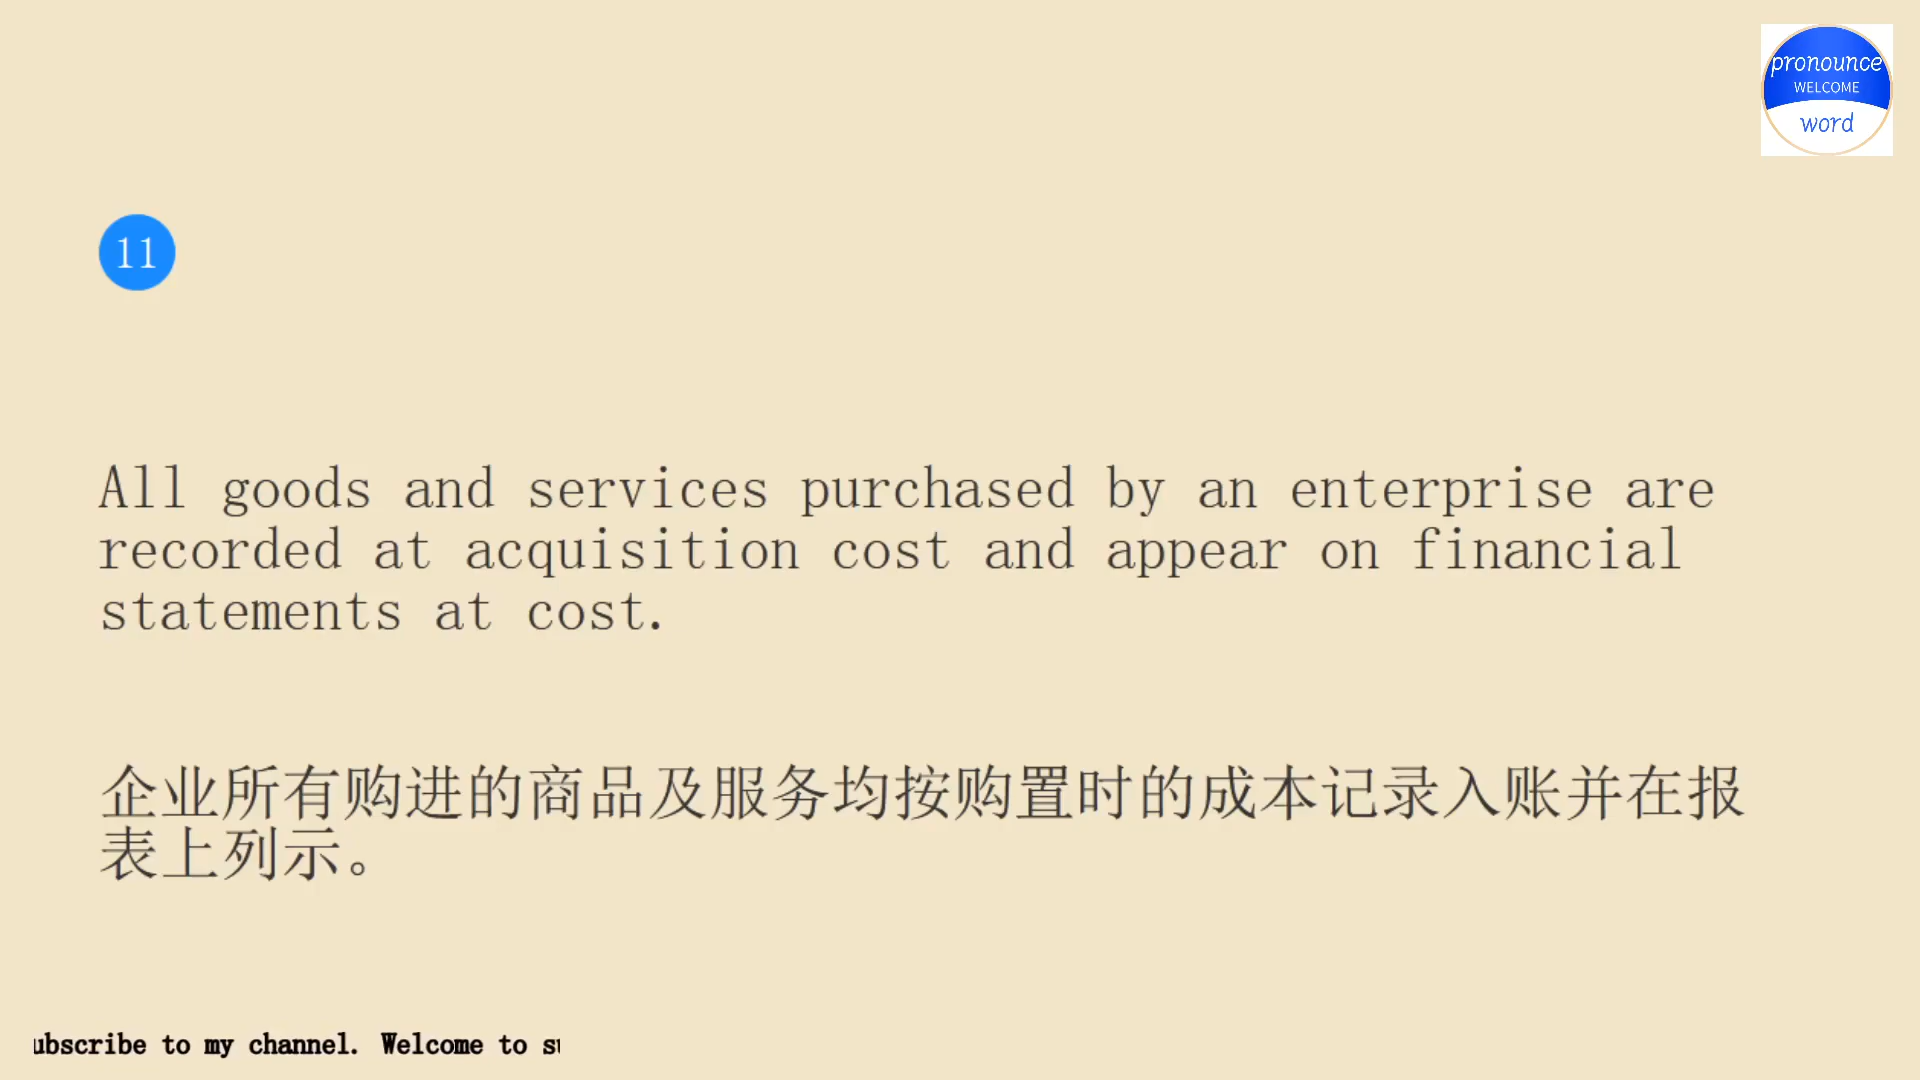 pronounce
WELCOME
word
11
All goods and services purchased by an enterprise are
recorded at acquisition cost and appear on financial
statements at cost.
企业所有购进的商品及服务均按购置时的成本记录入账并在报
表上列示。
ubscribe to my channel. Welcome to su